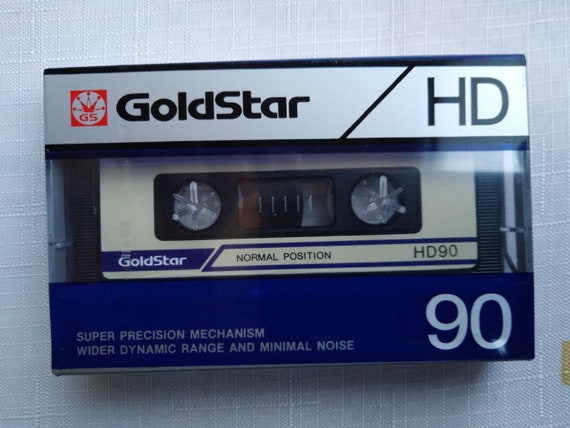 GS GoldStar HD
GoldStar NORMAL POSITION HD90
90
SUPER PRECISION MECHANISM
WIDER DYNAMIC RANGE AND MINIMAL NOISE